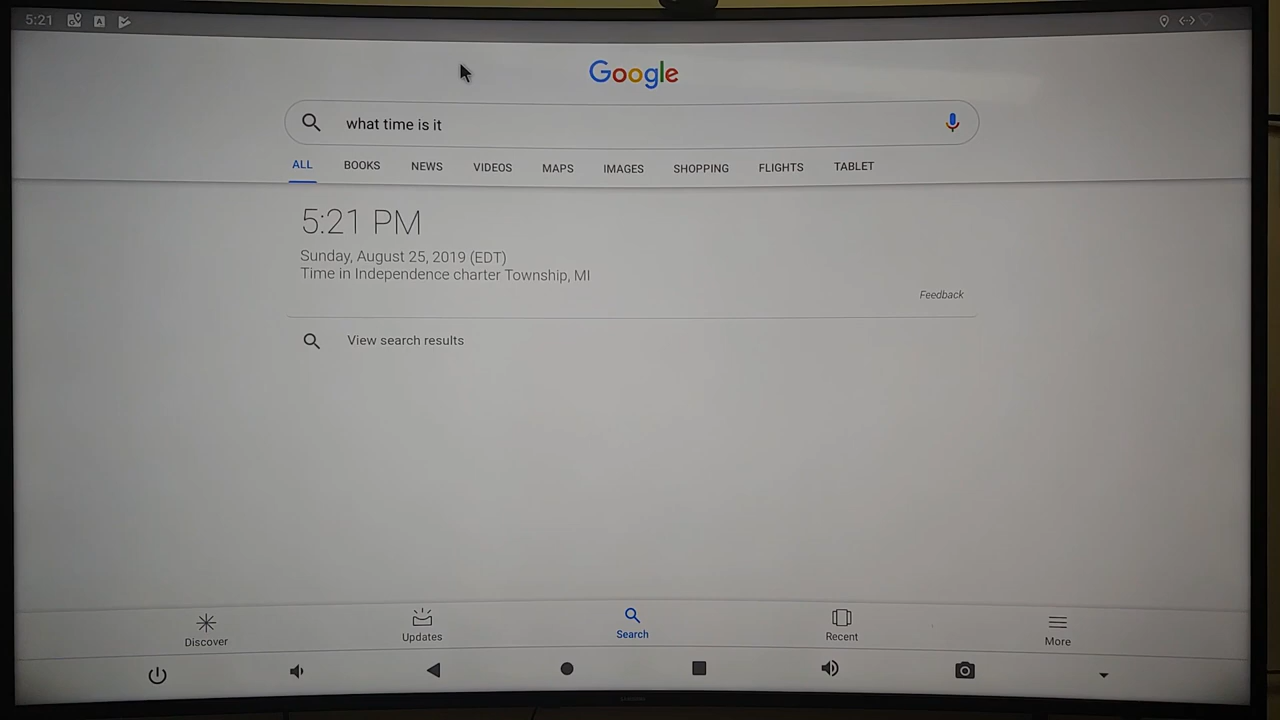 5:21
Google
what time is it
ALL BOOKS NEWS VIDEOS MAPS IMAGES SHOPPING FLIGHTS TABLET
5:21 PM
Sunday, August 25, 2019 (EDT)
Time in Independence charter Township, MI
Feedback
View search results
Discover Updates Search Recent More